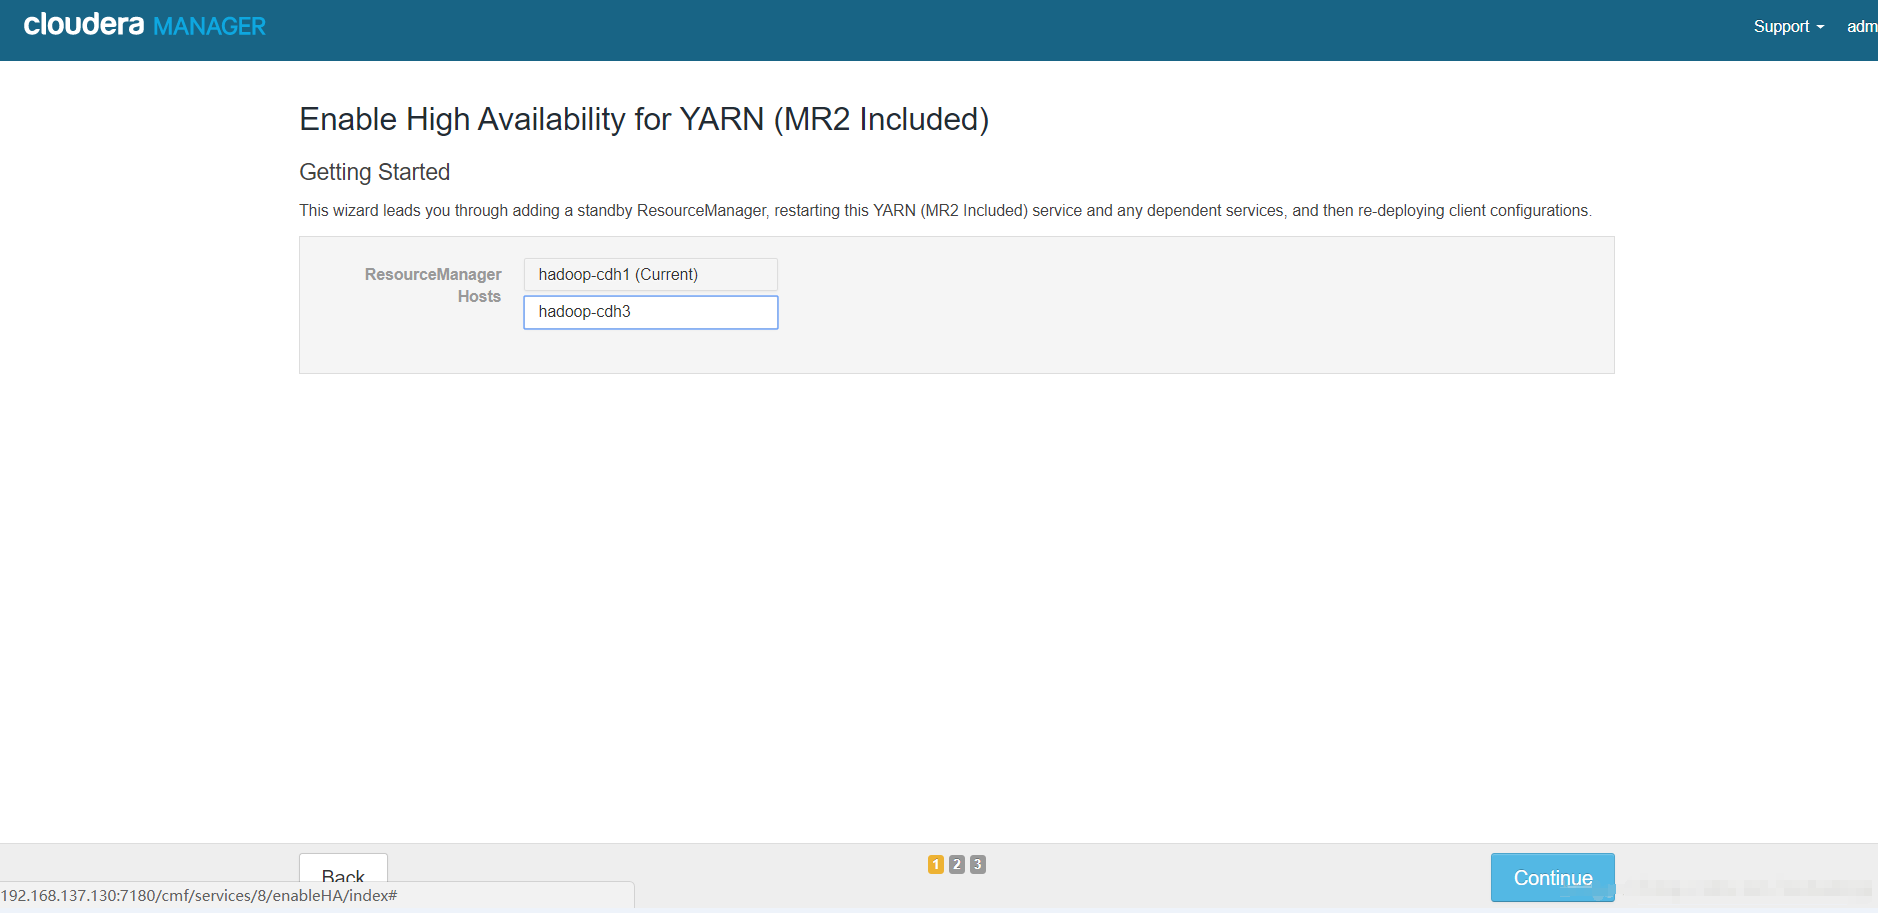 cloudera MANAGER
Support
adm
Enable High Availability for YARN (MR2 Included)
Getting Started
This wizard leads you through adding a standby ResourceManager, restarting this YARN (MR2 Included) service and any dependent services, and then re-deploying client configurations.
ResourceManager
Hosts
hadoop-cdh1 (Current)
hadoop-cdh3
Back
1 2 3
Continue
192.168.137.130:7180/cmf/services/8/enableHA/index#